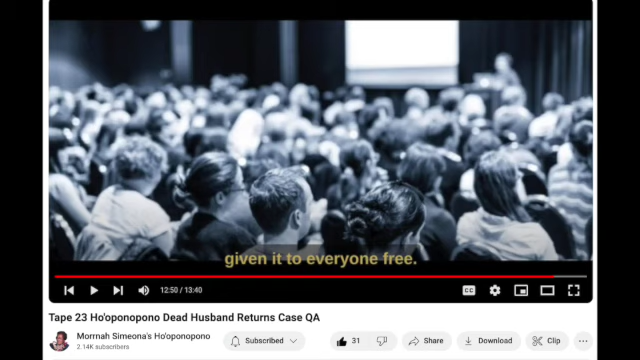 given it to everyone free.
12:50 / 13:40
CC
Tape 23 Ho'oponopono Dead Husband Returns Case QA
Morrnah Simeona's Ho'oponopono
2.14K subscribers
Subscribed
31
Share
Download
Clip